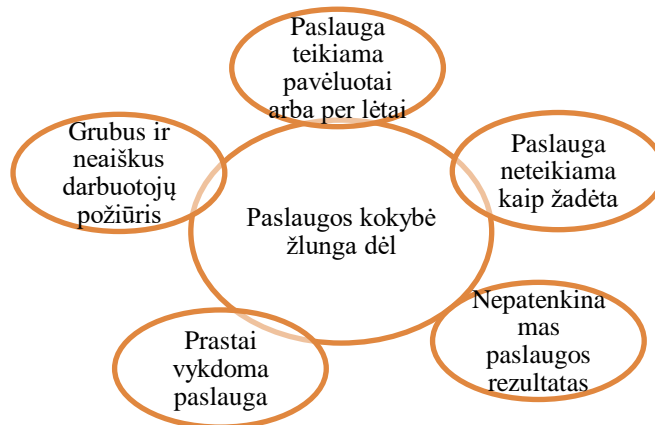 Paslauga
teikiama
pavėluotai
arba per lėtai
Grubus ir
neaiškus
darbuotojų
požiūris
Paslauga
neteikiama
kaip žadėta
Paslaugos kokybė
žlunga dėl
Nepatenkina
mas
paslaugos
rezultatas
Prastai
vykdoma
paslauga